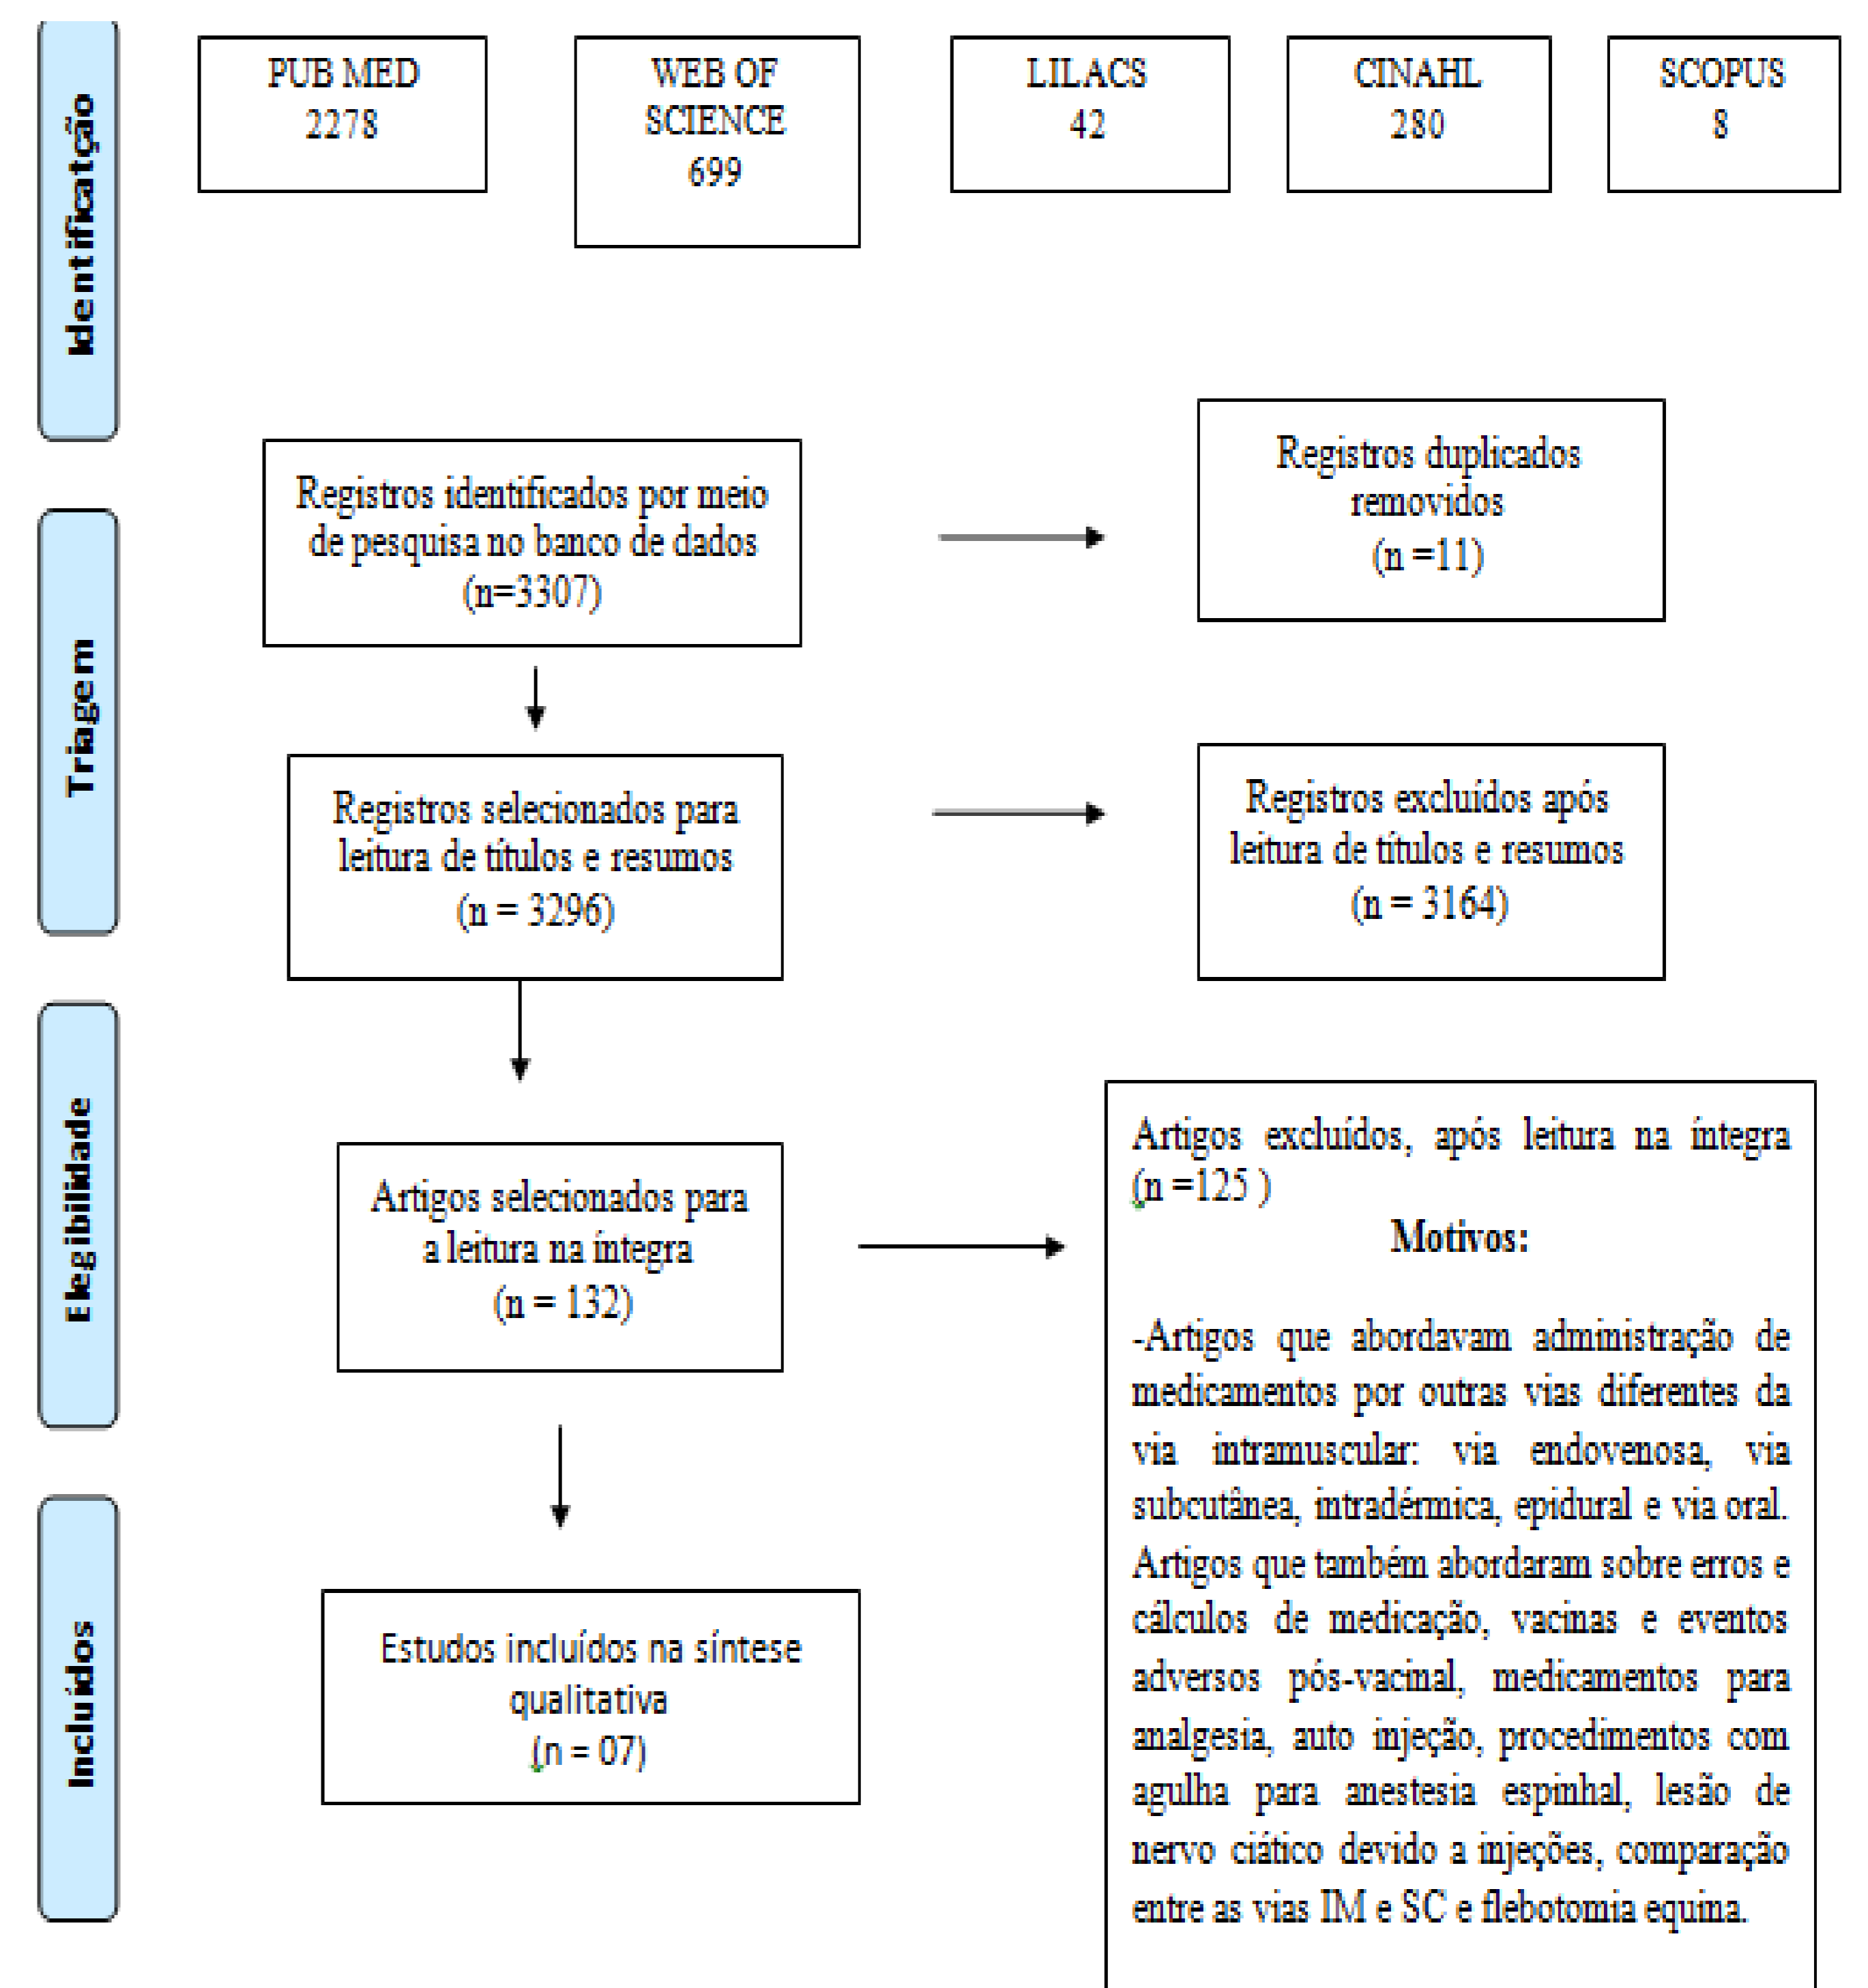 Identificatção
PUB MED
2278
WEB OF
SCIENCE
699
LILACS
42
CINAHL
280
SCOPUS
8
Registros identificados por meio
de pesquisa no banco de dados
(n=3307)
Registros duplicados
removidos
(n =11)
Triagem
Registros selecionados para
leitura de títulos e resumos
(n = 3296)
Registros excluídos após
leitura de títulos e resumos
(n = 3164)
Elegibilidade
Artigos selecionados para
a leitura na íntegra
(n = 132)
Artigos excluídos, após leitura na íntegra
(n =125 )
Motivos:
-Artigos que abordavam administração de
medicamentos por outras vias diferentes da
via intramuscular: via endovenosa, via
subcutânea, intradérmica, epidural e via oral.
Artigos que também abordaram sobre erros e
cálculos de medicação, vacinas e eventos
adversos pós-vacinal, medicamentos para
analgesia, auto injeção, procedimentos com
agulha para anestesia espinhal, lesão de
nervo ciático devido a injeções, comparação
entre as vias IM e SC e flebotomia equina.
Incluídos
Estudos incluídos na síntese
qualitativa
(n = 07)